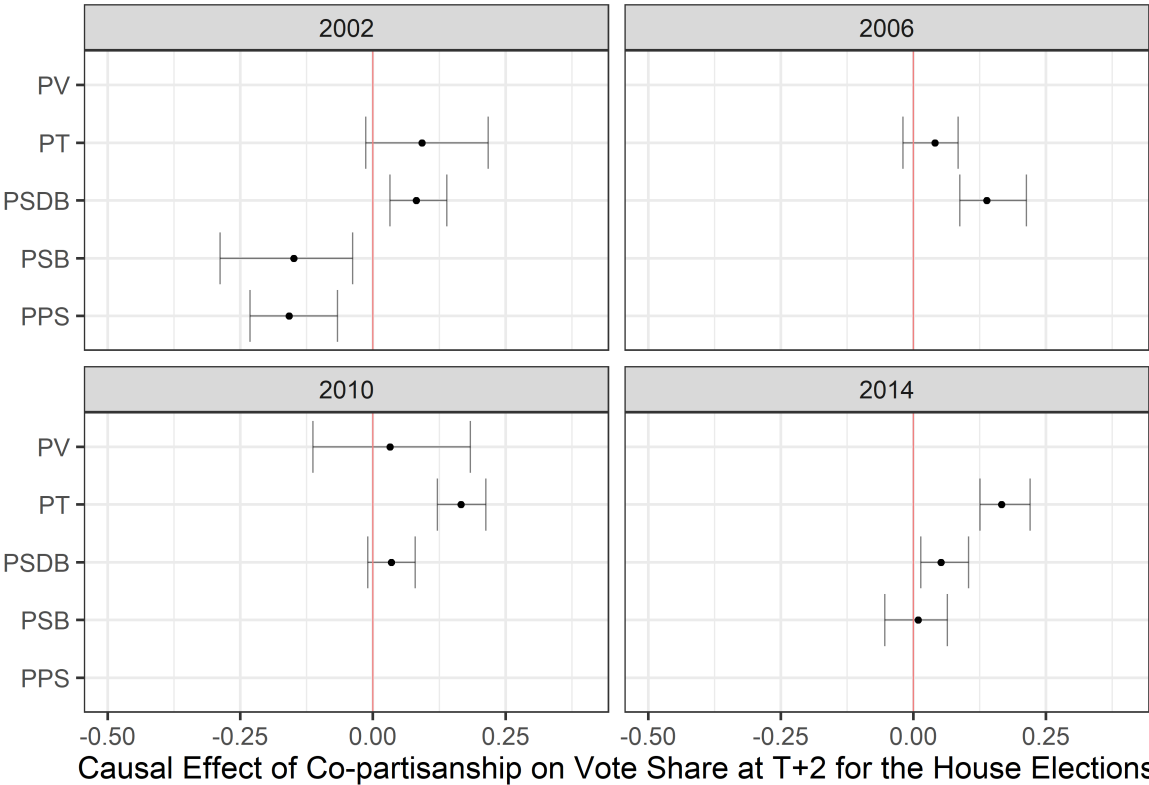 2002 2006
PV
PT
PSDB
PSB
PPS
2010 2014
PV
PT
PSDB
PSB
PPS
-0.50 -0.25 0.00 0.25 -0.50 -0.25 0.00 0.25
Causal Effect of Co-partisanship on Vote Share at T+2 for the House Elections